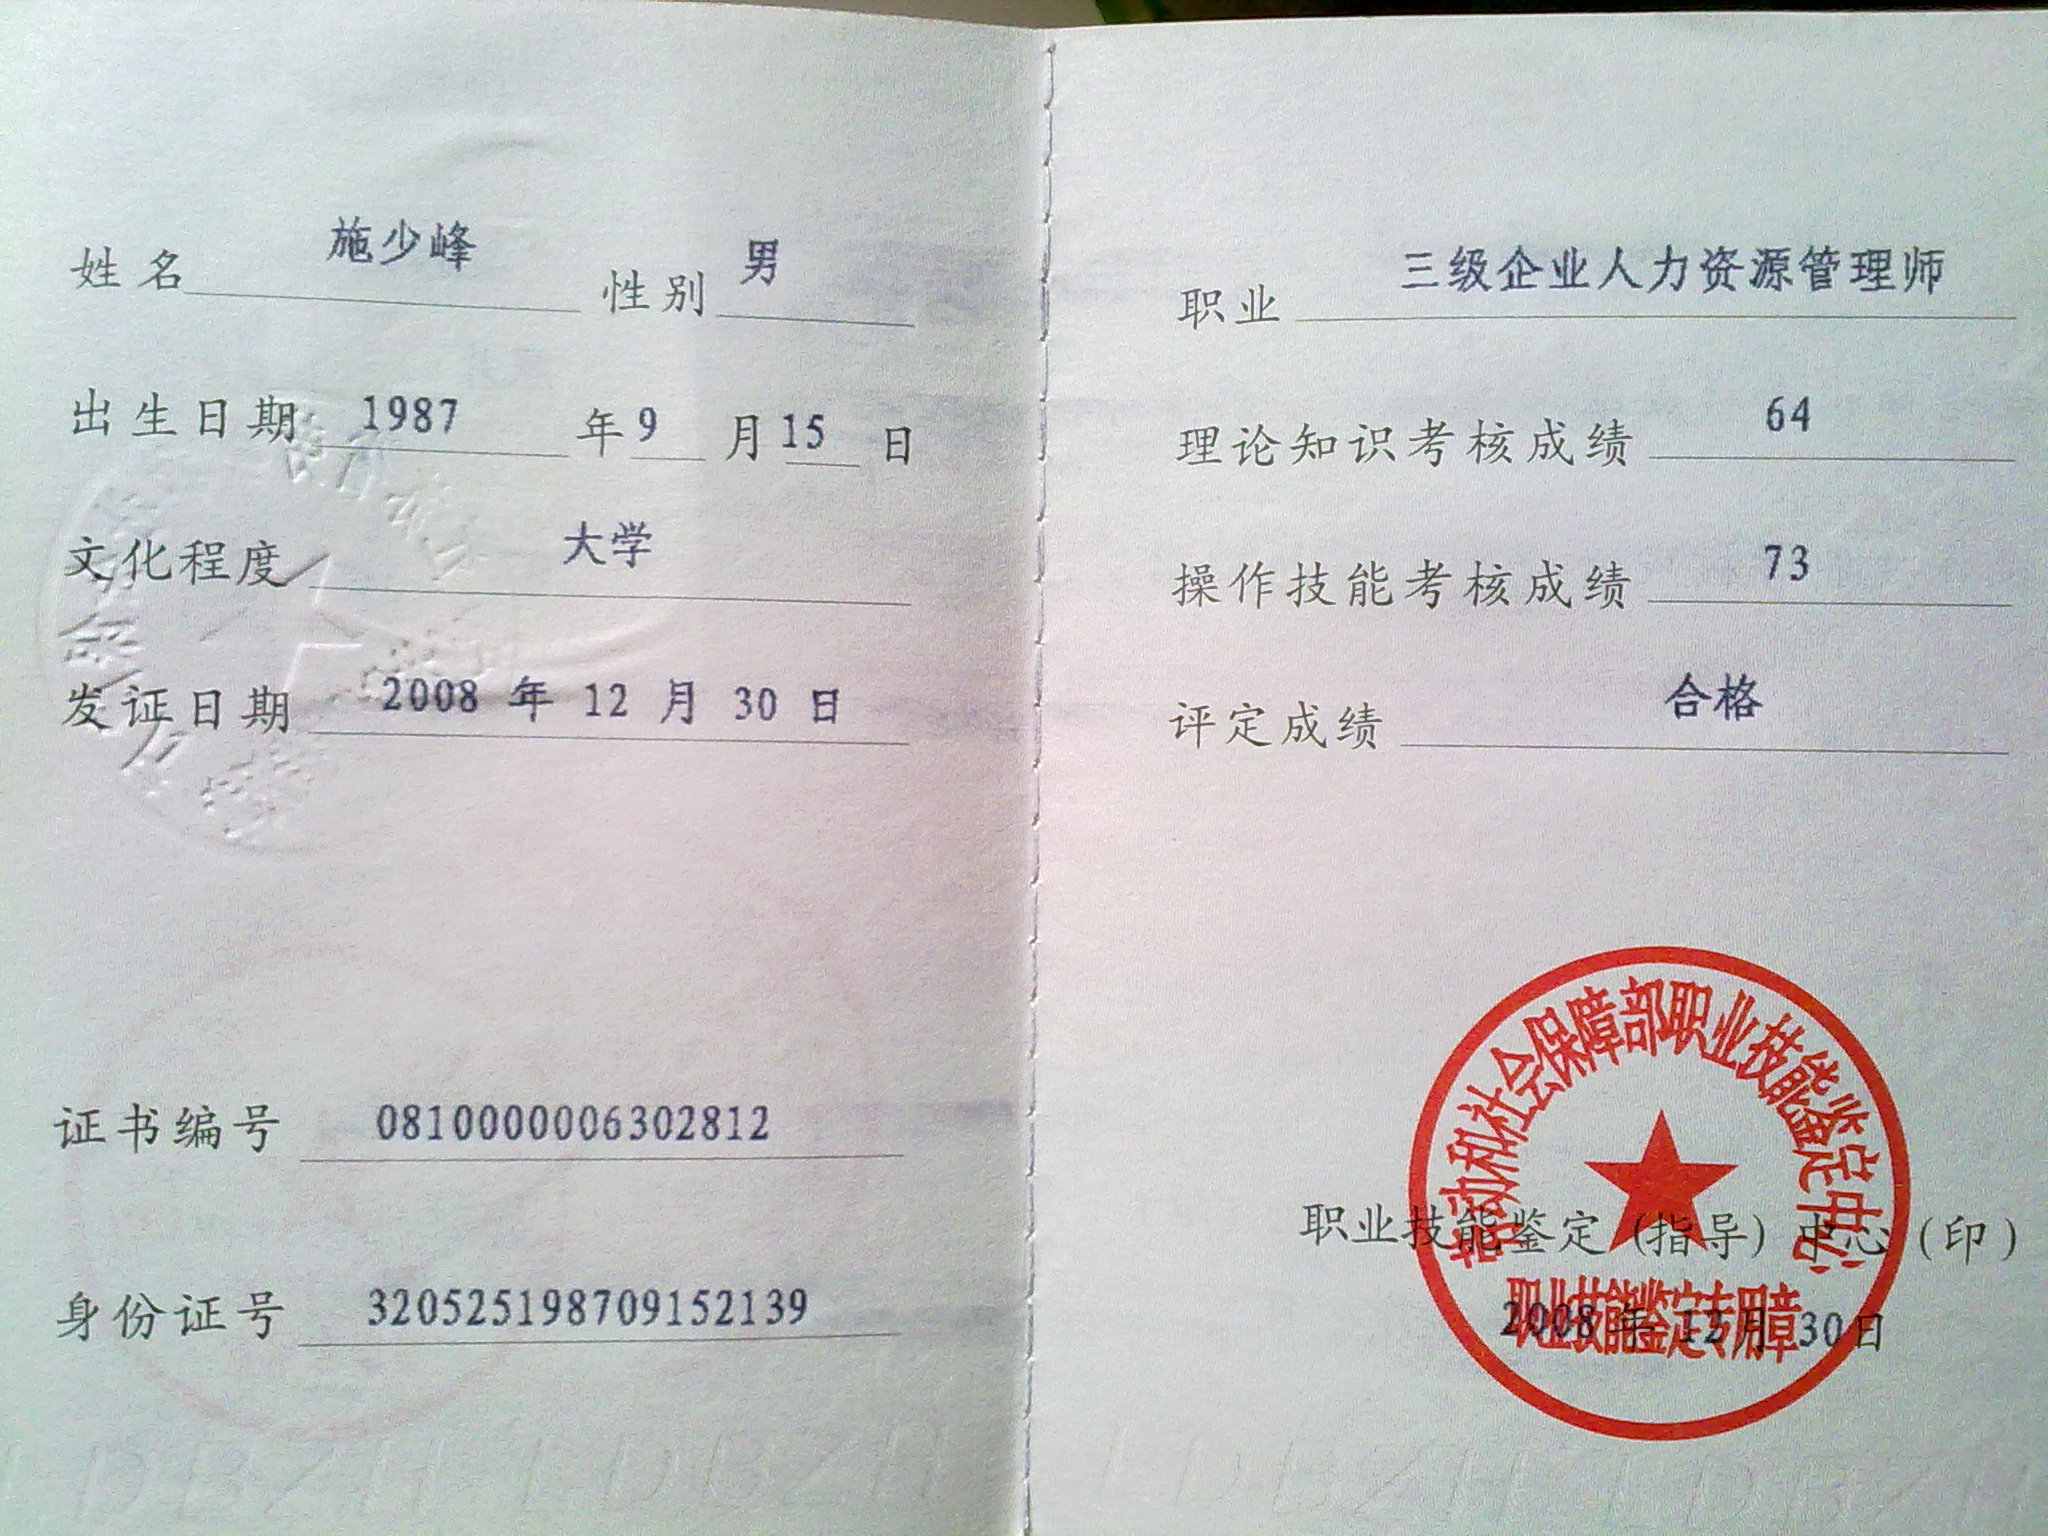 姓名 施少峰 性别 男
出生日期 1987 年 9 月 15 日
文化程度 大学
发证日期 2008 年 12 月 30 日
证书编号 0810000006302812
身份证号 320525198709152139
职业 三级企业人力资源管理师
理论知识考核成绩 64
操作技能考核成绩 73
评定成绩 合格
劳动和社会保障部职业技能鉴定中心
职业技能鉴定（指导）中心（印）
职业技能鉴定专用章
2008 年 12 月 30 日
LDBZH LDBZH LDBZH LDBZH